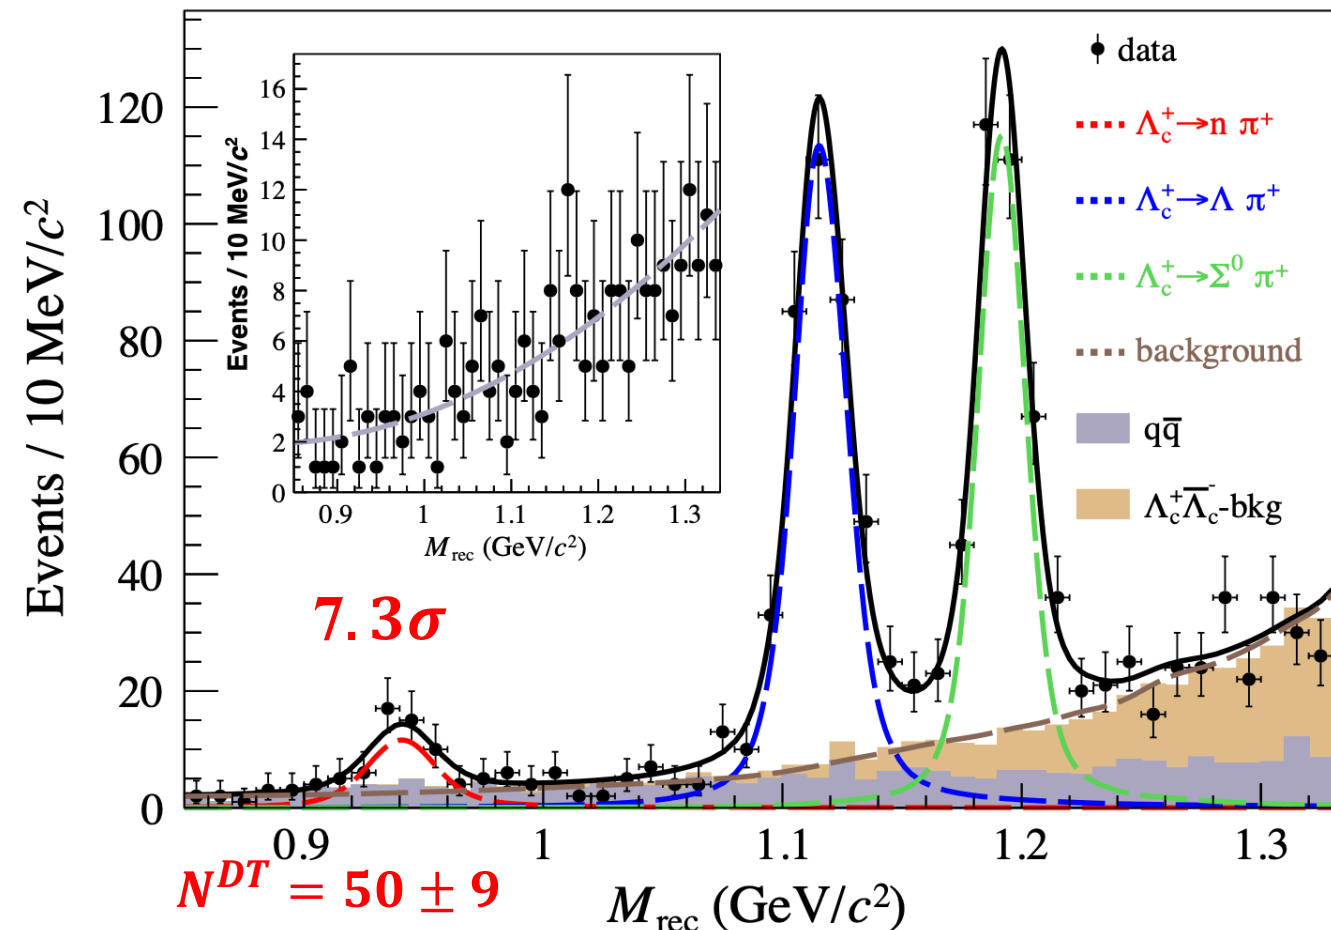 Events / 10 MeV/c²
120
100
80
60
40
20
0
0.9
1
1.1
1.2
1.3
M_rec (GeV/c²)
Events / 10 MeV/c²
16
14
12
10
8
6
4
2
0
0.9
1
1.1
1.2
1.3
M_rec (GeV/c²)
data
Λc⁺→n π⁺
Λc⁺→Λ π⁺
Λc⁺→Σ⁰ π⁺
background
qq̅
Λc⁺Λ̅c⁻-bkg
7.3σ
N^DT = 50 ± 9